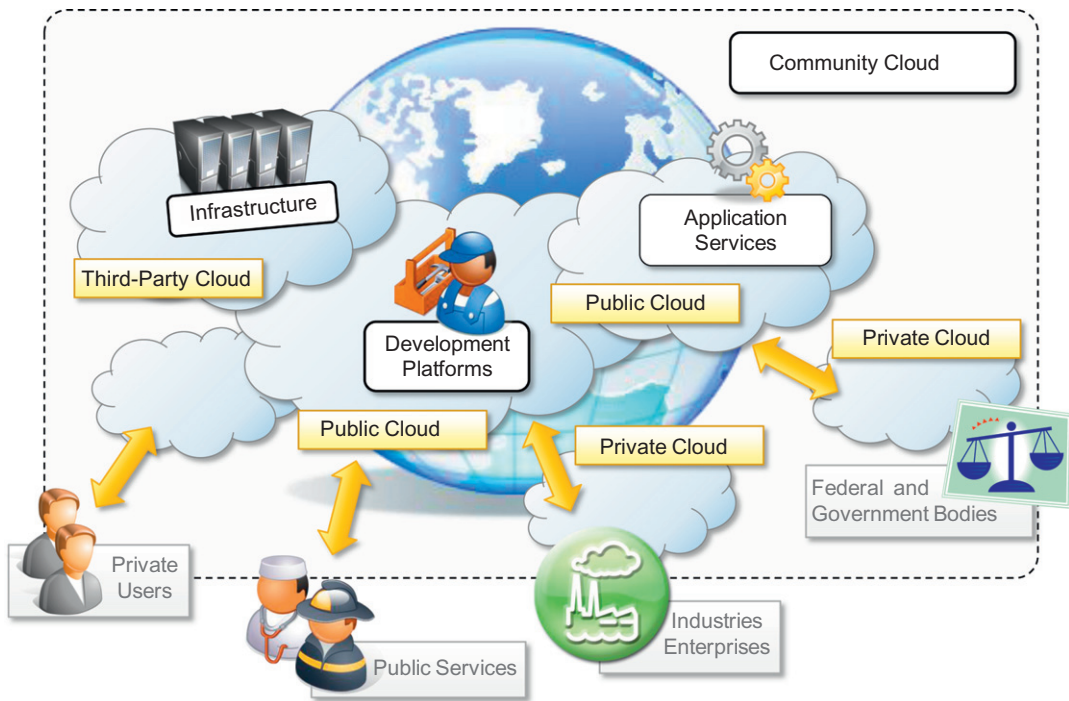 Community Cloud
Infrastructure
Application
Services
Third-Party Cloud
Public Cloud
Development
Platforms
Private Cloud
Public Cloud
Private Cloud
Federal and
Government Bodies
Private
Users
Industries
Enterprises
Public Services